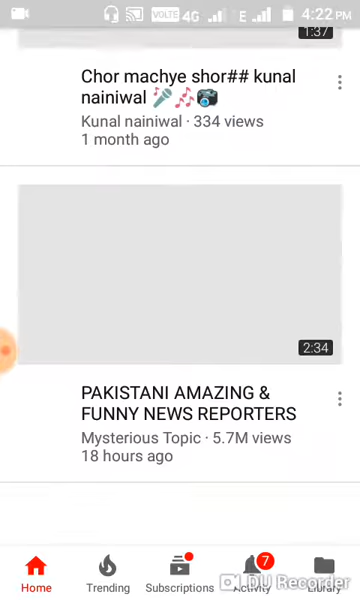 VOLTE 4G E 4:22 PM
1:37
Chor machye shor## kunal
nainiwal 🎤🎶📷
Kunal nainiwal · 334 views
1 month ago
2:34
PAKISTANI AMAZING &
FUNNY NEWS REPORTERS
Mysterious Topic · 5.7M views
18 hours ago
7
Home Trending Subscriptions Activity Library
DU Recorder